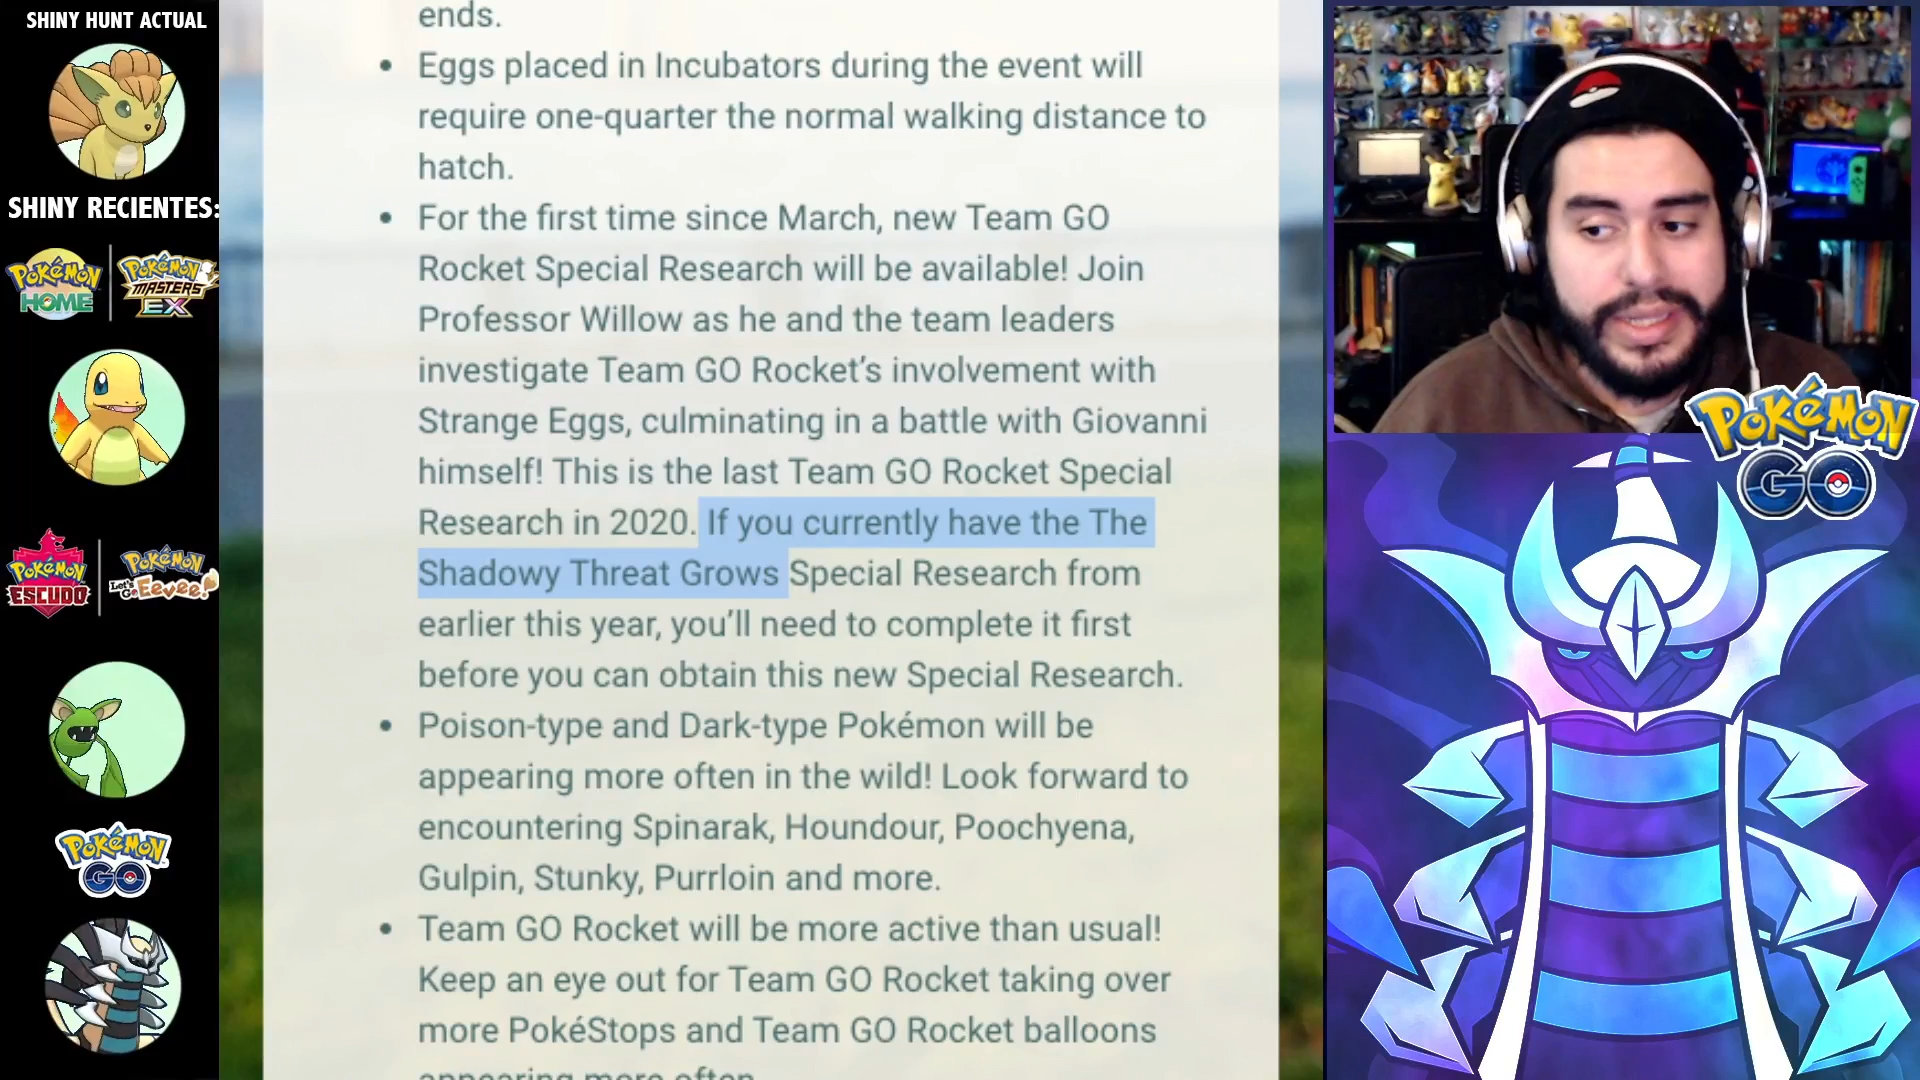 SHINY HUNT ACTUAL
SHINY RECIENTES:
POKéMON
HOME
POKéMON
MASTERS
EX
POKéMON
ESCUDO
POKéMON
Let's Go
Eevee!
POKéMON
GO
ends.
• Eggs placed in Incubators during the event will
require one-quarter the normal walking distance to
hatch.
• For the first time since March, new Team GO
Rocket Special Research will be available! Join
Professor Willow as he and the team leaders
investigate Team GO Rocket’s involvement with
Strange Eggs, culminating in a battle with Giovanni
himself! This is the last Team GO Rocket Special
Research in 2020. If you currently have the The
Shadowy Threat Grows Special Research from
earlier this year, you’ll need to complete it first
before you can obtain this new Special Research.
• Poison-type and Dark-type Pokémon will be
appearing more often in the wild! Look forward to
encountering Spinarak, Houndour, Poochyena,
Gulpin, Stunky, Purrloin and more.
• Team GO Rocket will be more active than usual!
Keep an eye out for Team GO Rocket taking over
more PokéStops and Team GO Rocket balloons
appearing more often.
POKéMON
GO